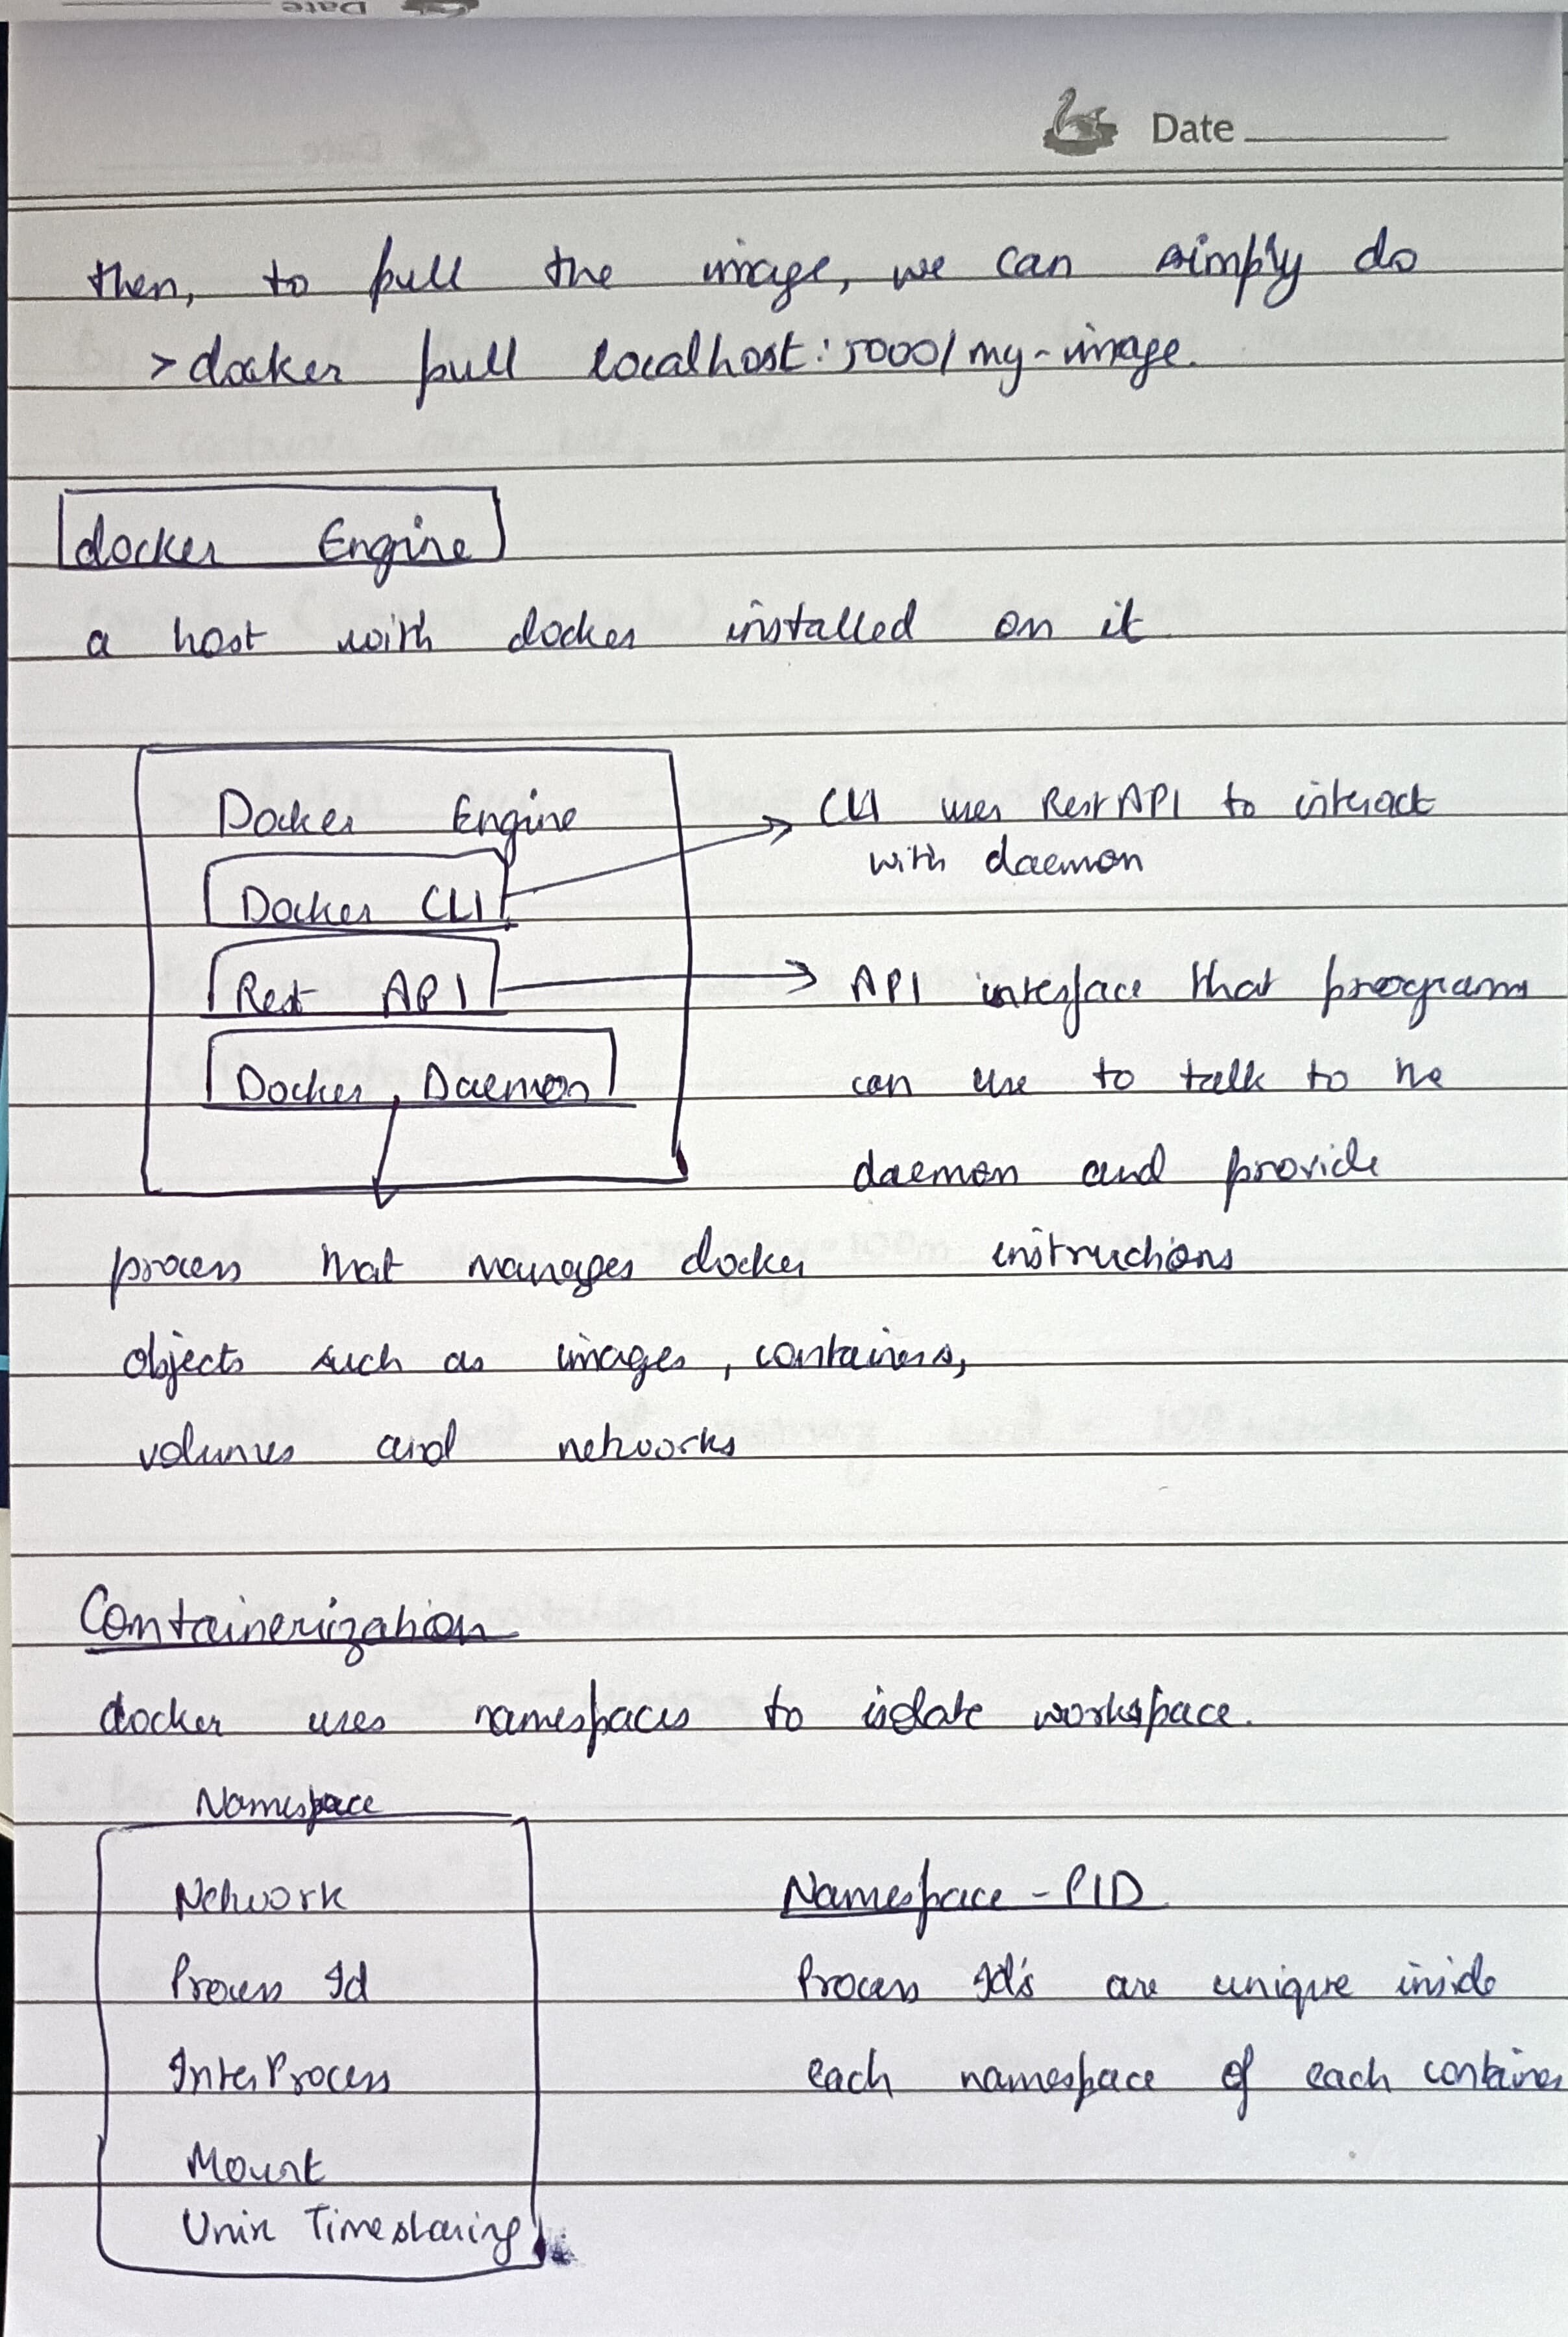 Date
Date
then, to pull the image, we can simply do
> docker pull localhost:5000/my-image.
docker Engine
a host with docker installed on it
Docker Engine
Docker CLI
Rest API
Docker Daemon
CLI uses Rest API to interact
with daemon
API interface that programs
can use to talk to the
daemon and provide
instructions
process that manages docker
objects such as images, containers,
volumes and networks
Containerization
docker uses namespaces to isolate workspace.
Namespace
Network
Process Id
InterProcess
Mount
Unix Timesharing
Namespace - PID
Process Id's are unique inside
each namespace of each container